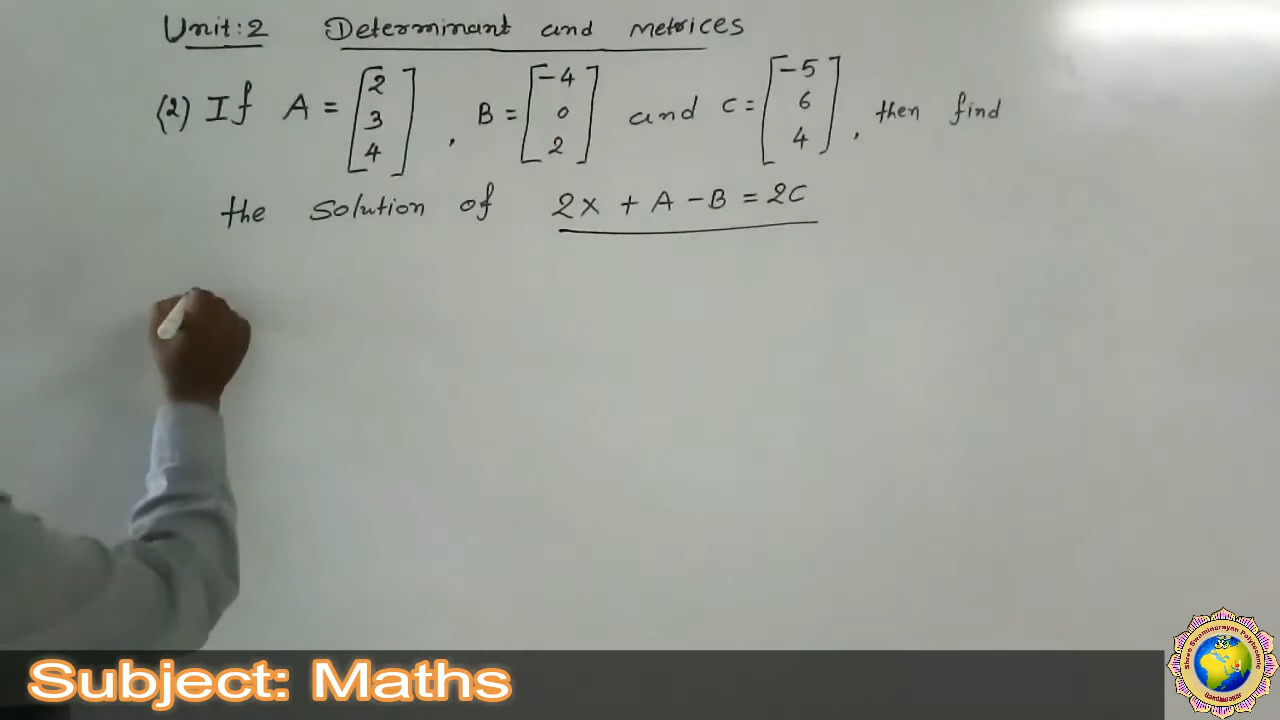 Unit:2 Determinant and metrices
(2) If A = [2 3 4], B = [-4 0 2] and C = [-5 6 4], then find
the solution of 2X + A - B = 2C
Subject: Maths